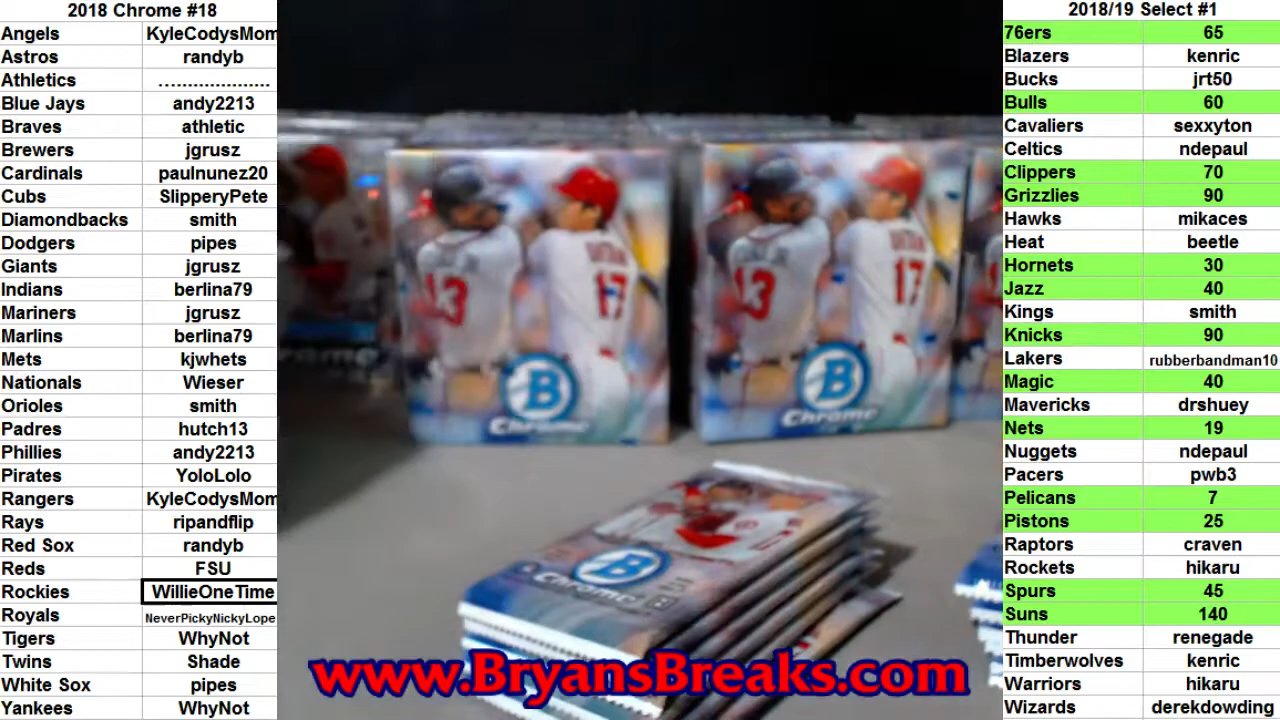 2018 Chrome #18
Angels KyleCodysMom
Astros randyb
Athletics ....................
Blue Jays andy2213
Braves athletic
Brewers jgrusz
Cardinals paulnunez20
Cubs SlipperyPete
Diamondbacks smith
Dodgers pipes
Giants jgrusz
Indians berlina79
Mariners jgrusz
Marlins berlina79
Mets kjwhets
Nationals Wieser
Orioles smith
Padres hutch13
Phillies andy2213
Pirates YoloLolo
Rangers KyleCodysMom
Rays ripandflip
Red Sox randyb
Reds FSU
Rockies WillieOneTime
Royals NeverPickyNickyLope
Tigers WhyNot
Twins Shade
White Sox pipes
Yankees WhyNot
13
17
B
Chrome
13
17
B
Chrome
B
www.BryansBreaks.com
2018/19 Select #1
76ers 65
Blazers kenric
Bucks jrt50
Bulls 60
Cavaliers sexxyton
Celtics ndepaul
Clippers 70
Grizzlies 90
Hawks mikaces
Heat beetle
Hornets 30
Jazz 40
Kings smith
Knicks 90
Lakers rubberbandman10
Magic 40
Mavericks drshuey
Nets 19
Nuggets ndepaul
Pacers pwb3
Pelicans 7
Pistons 25
Raptors craven
Rockets hikaru
Spurs 45
Suns 140
Thunder renegade
Timberwolves kenric
Warriors hikaru
Wizards derekdowding